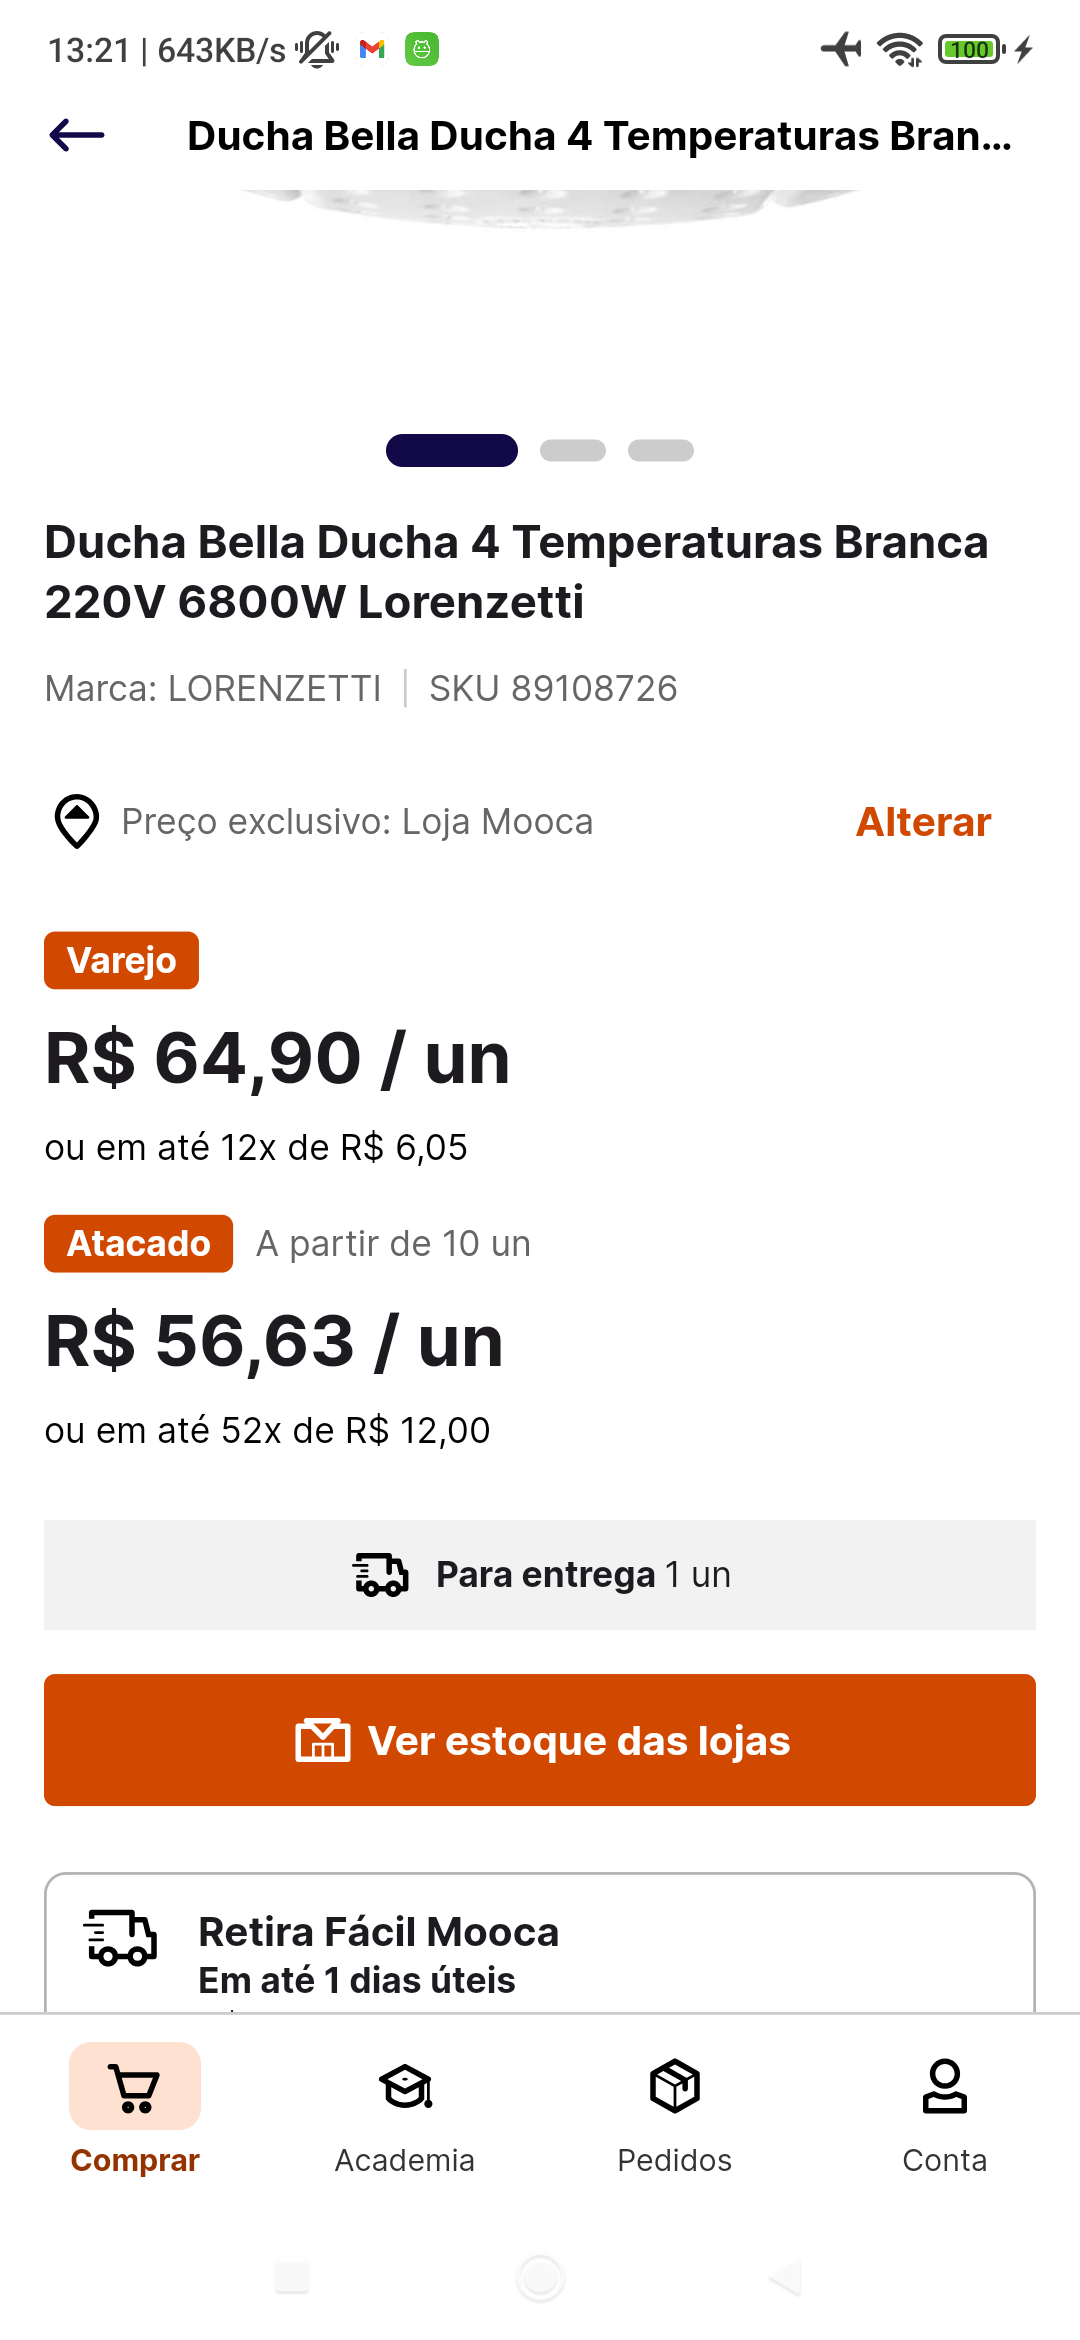 13:21 | 643KB/s
100
Ducha Bella Ducha 4 Temperaturas Bran...
Ducha Bella Ducha 4 Temperaturas Branca
220V 6800W Lorenzetti
Marca: LORENZETTI | SKU 89108726
Preço exclusivo: Loja Mooca
Alterar
Varejo
R$ 64,90 / un
ou em até 12x de R$ 6,05
Atacado A partir de 10 un
R$ 56,63 / un
ou em até 52x de R$ 12,00
Para entrega 1 un
Ver estoque das lojas
Retira Fácil Mooca
Em até 1 dias úteis
Comprar
Academia
Pedidos
Conta